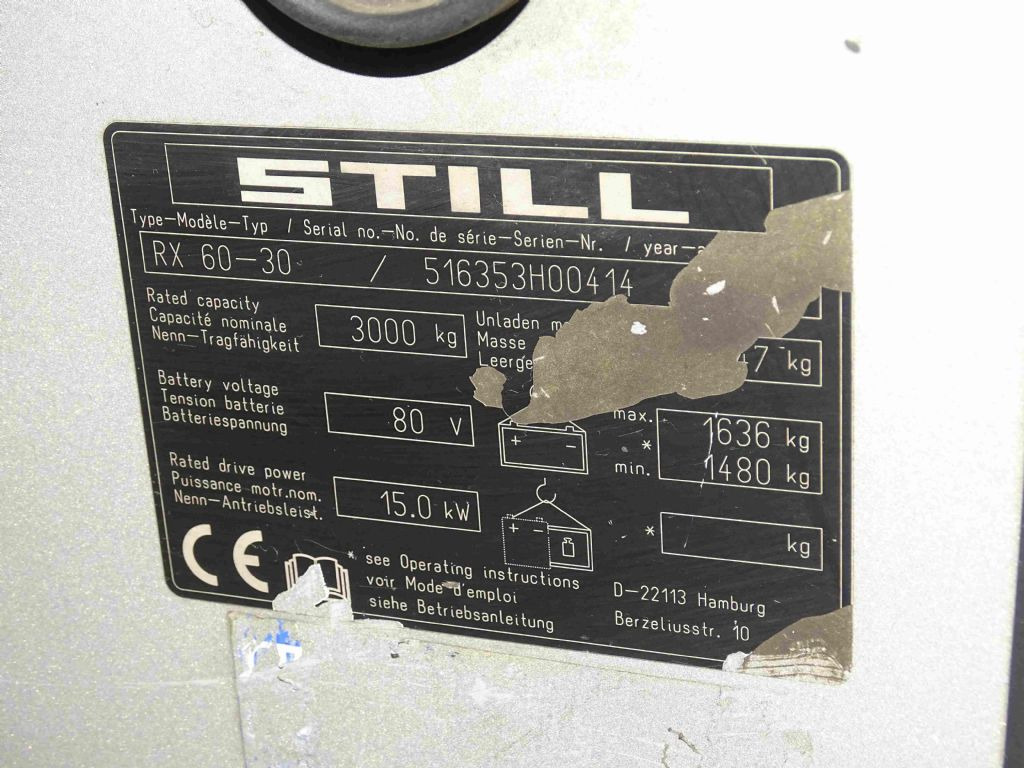 STILL
Type-Modèle-Typ / Serial no.-No. de série-Serien-Nr. / year-
RX 60-30 / 516353H00414
Rated capacity
Capacité nominale
Nenn-Tragfähigkeit
3000 kg
Unladen
Masse
kg
Battery voltage
Tension batterie
Batteriespannung
80 V
+ -
max. 1636 kg
*
min. 1480 kg
Rated drive power
Puissance motr.nom.
Nenn-Antriebsleist.
15.0 kW
+ -
* kg
CE
* see Operating instructions
voir Mode d'emploi
siehe Betriebsanleitung
D-22113 Hamburg
Berzeliusstr. 10